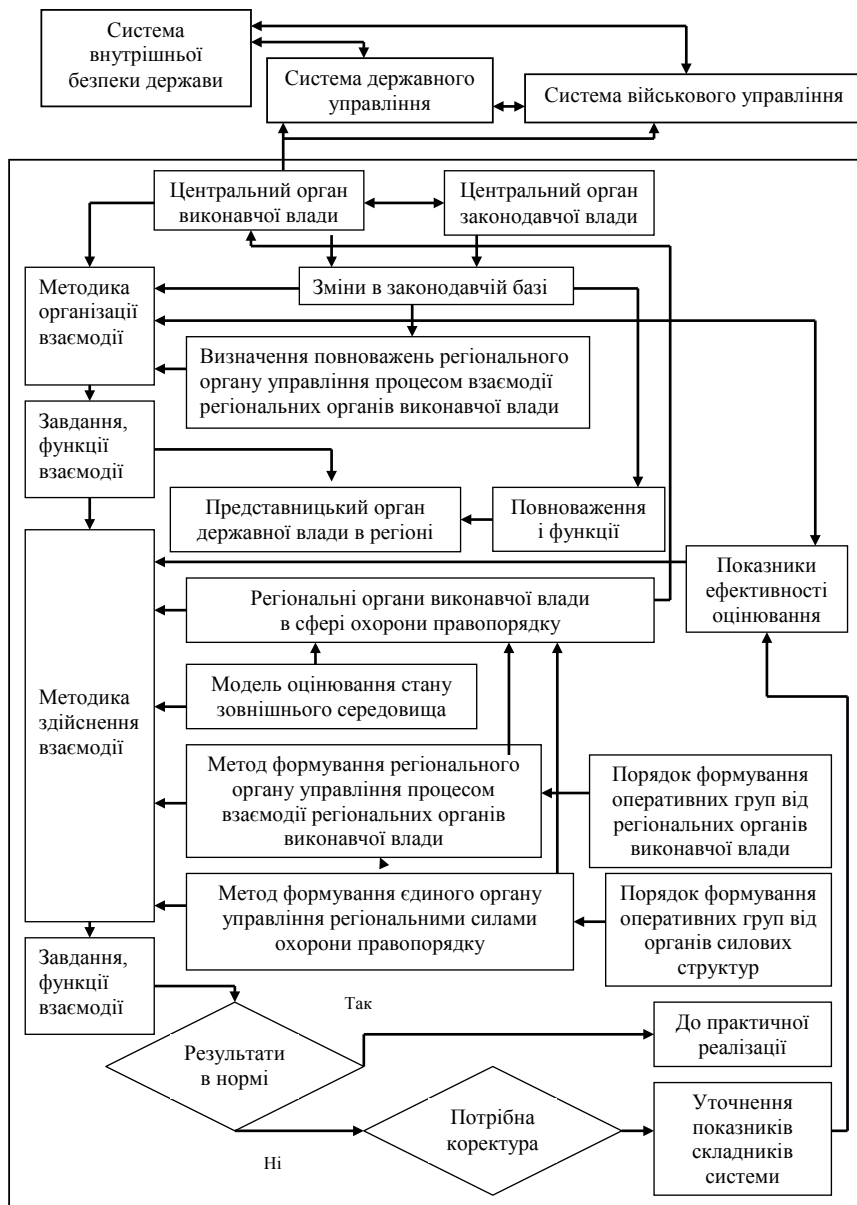 Система
внутрішньої
безпеки держави
Система державного
управління
Система військового управління
Центральний орган
виконавчої влади
Центральний орган
законодавчої влади
Методика
організації
взаємодії
Зміни в законодавчій базі
Визначення повноважень регіонального
органу управління процесом взаємодії
регіональних органів виконавчої влади
Завдання,
функції
взаємодії
Представницький орган
державної влади в регіоні
Повноваження
і функції
Показники
ефективності
оцінювання
Регіональні органи виконавчої влади
в сфері охорони правопорядку
Методика
здійснення
взаємодії
Модель оцінювання стану
зовнішнього середовища
Метод формування регіонального
органу управління процесом
взаємодії регіональних органів
виконавчої влади
Порядок формування
оперативних груп від
регіональних органів
виконавчої влади
Метод формування єдиного органу
управління регіональними силами
охорони правопорядку
Порядок формування
оперативних груп від
органів силових
структур
Завдання,
функції
взаємодії
Так
Результати
в нормі
До практичної
реалізації
Ні
Потрібна
коректура
Уточнення
показників
складників
системи